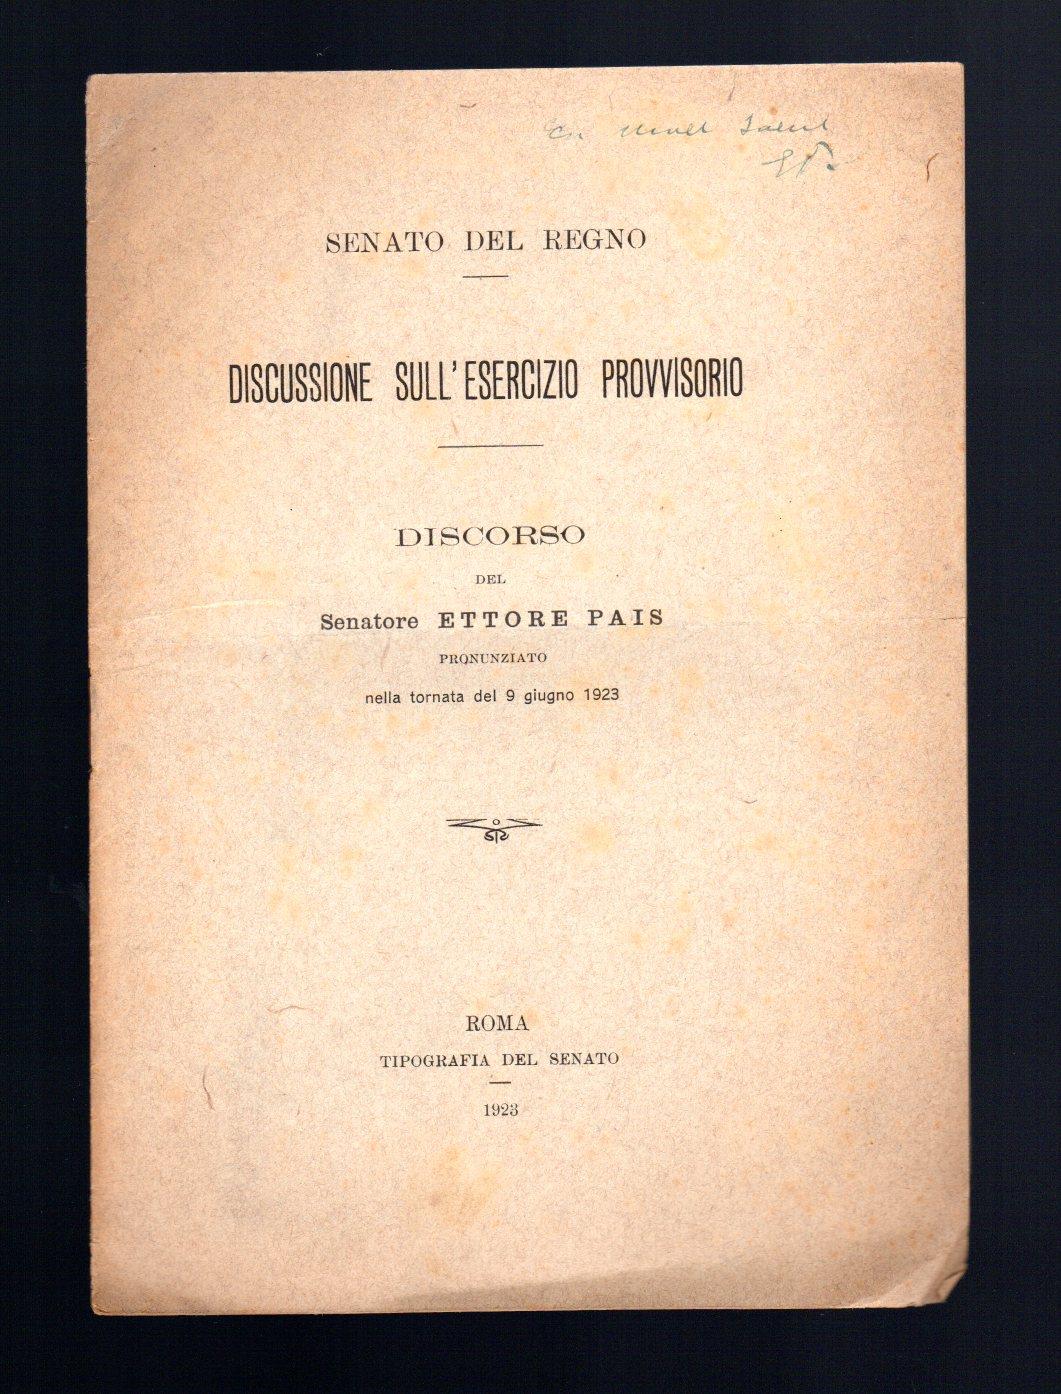 SENATO DEL REGNO
DISCUSSIONE SULL'ESERCIZIO PROVVISORIO
DISCORSO
DEL
Senatore ETTORE PAIS
PRONUNZIATO
nella tornata del 9 giugno 1923
ROMA
TIPOGRAFIA DEL SENATO
1923